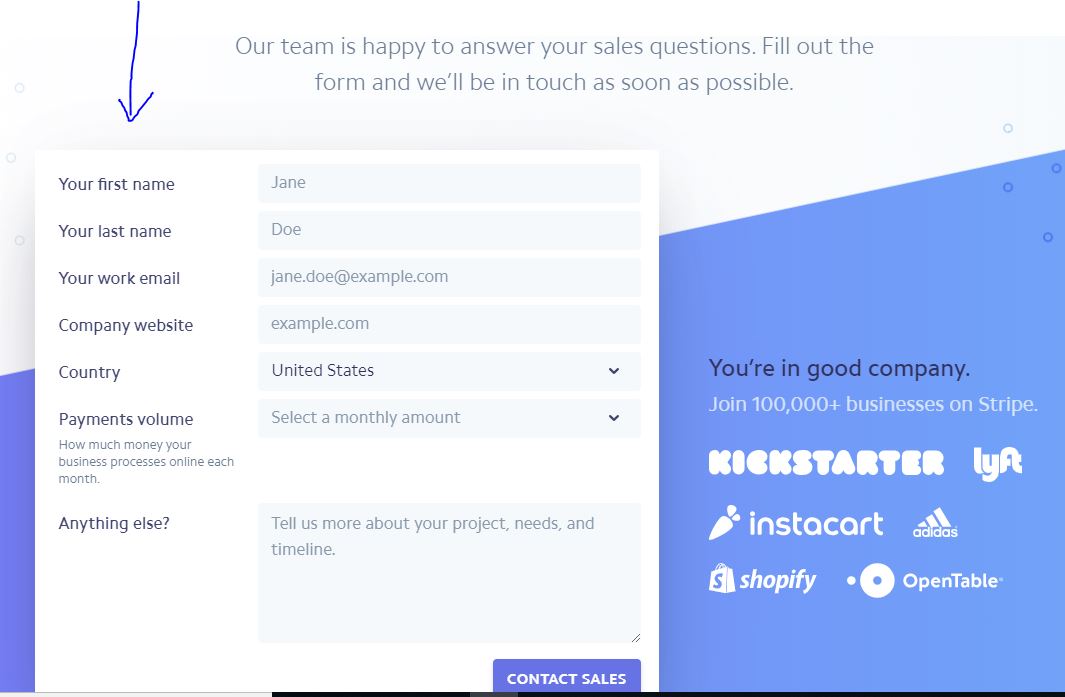 Our team is happy to answer your sales questions. Fill out the
form and we'll be in touch as soon as possible.
Your first name
Jane
Your last name
Doe
Your work email
jane.doe@example.com
Company website
example.com
Country
United States
Payments volume
Select a monthly amount
How much money your
business processes online each
month.
Anything else?
Tell us more about your project, needs, and
timeline.
CONTACT SALES
You're in good company.
Join 100,000+ businesses on Stripe.
KICKSTARTER
lyft
instacart
adidas
shopify
OpenTable